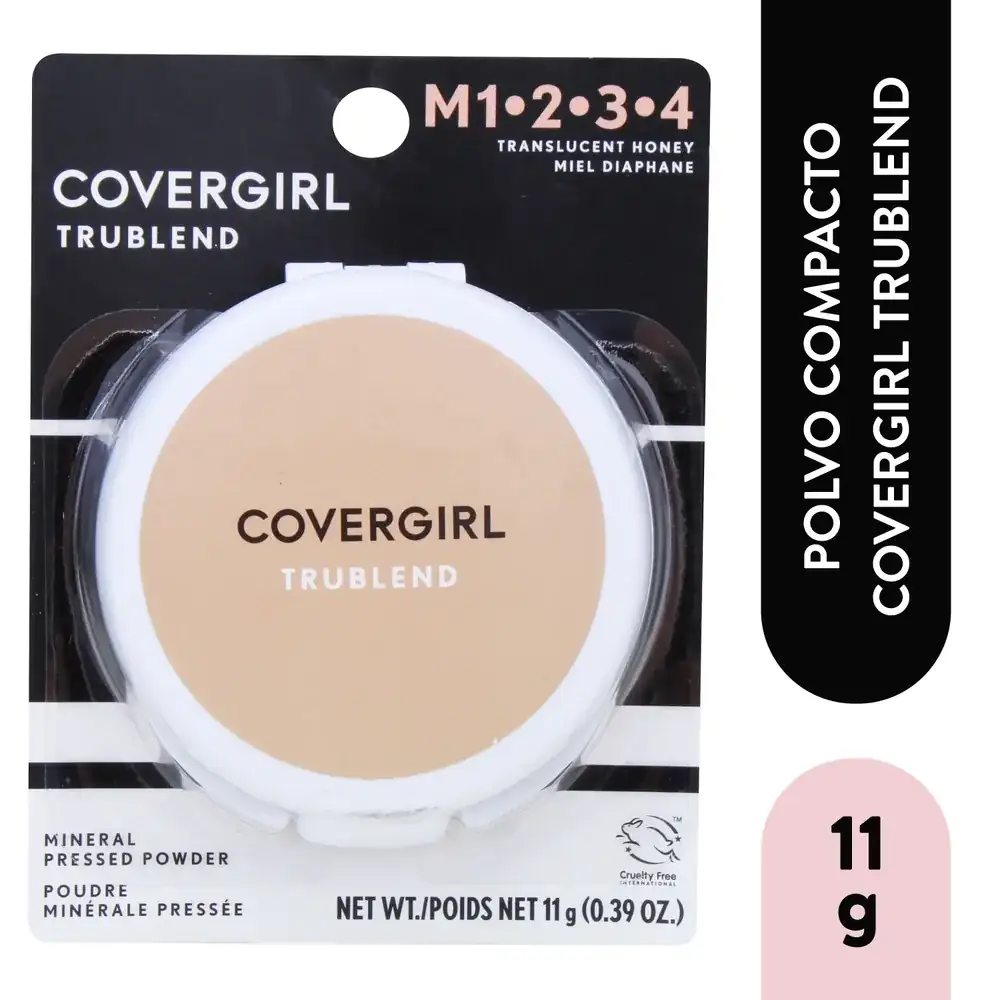 M1•2•3•4
TRANSLUCENT HONEY
MIEL DIAPHANE
COVERGIRL
TRUBLEND
COVERGIRL
TRUBLEND
MINERAL
PRESSED POWDER
POUDRE
MINÉRALE PRESSÉE
Cruelty Free
INTERNATIONAL
TM
NET WT./POIDS NET 11 g (0.39 OZ.)
POLVO COMPACTO
COVERGIRL TRUBLEND
11
g